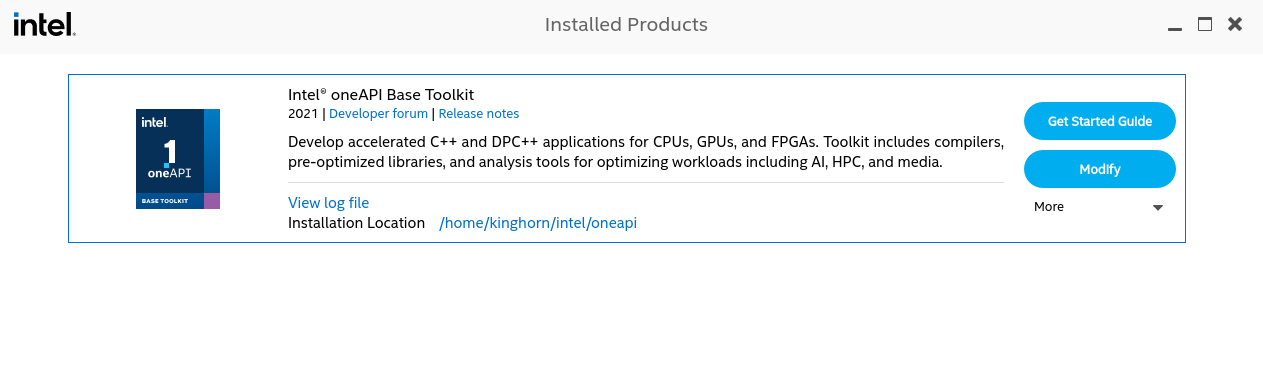 intel.
Installed Products
intel.
1
oneAPI
BASE TOOLKIT
Intel® oneAPI Base Toolkit
2021 | Developer forum | Release notes
Develop accelerated C++ and DPC++ applications for CPUs, GPUs, and FPGAs. Toolkit includes compilers,
pre-optimized libraries, and analysis tools for optimizing workloads including AI, HPC, and media.
View log file
Installation Location /home/kinghorn/intel/oneapi
Get Started Guide
Modify
More